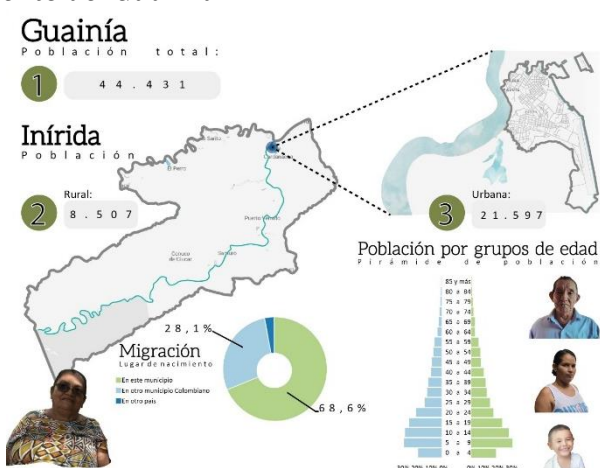 Guainía
Población total:
1
44.431
Inírida
Población
Rural:
2
8.507
El Remo
Puerto
Urbana:
3
21.597
Población por grupos de edad
Pirámide de población
85 y más
80 a 84
75 a 79
70 a 74
65 a 69
60 a 64
55 a 59
50 a 54
45 a 49
40 a 44
35 a 39
30 a 34
25 a 29
20 a 24
15 a 19
10 a 14
5 a 9
0 a 4
Migración
Lugar de nacimiento
En este municipio
En otro municipio Colombiano
En otro país
28,1%
68,6%